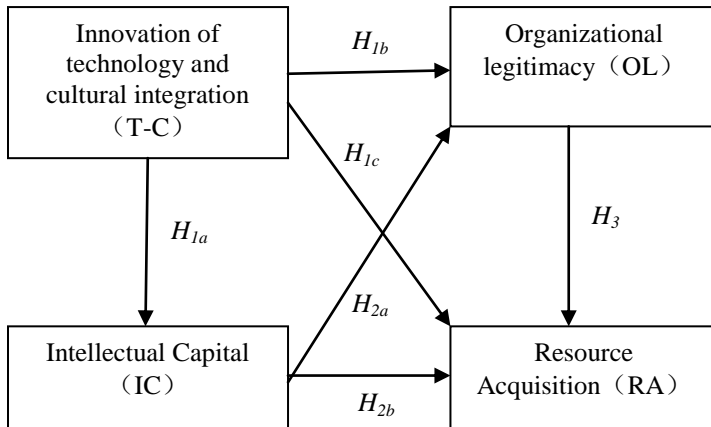 Innovation of
technology and
cultural integration
（T-C）
H1b
Organizational
legitimacy（OL）
H1c
H1a
H3
H2a
Intellectual Capital
（IC）
H2b
Resource
Acquisition（RA）